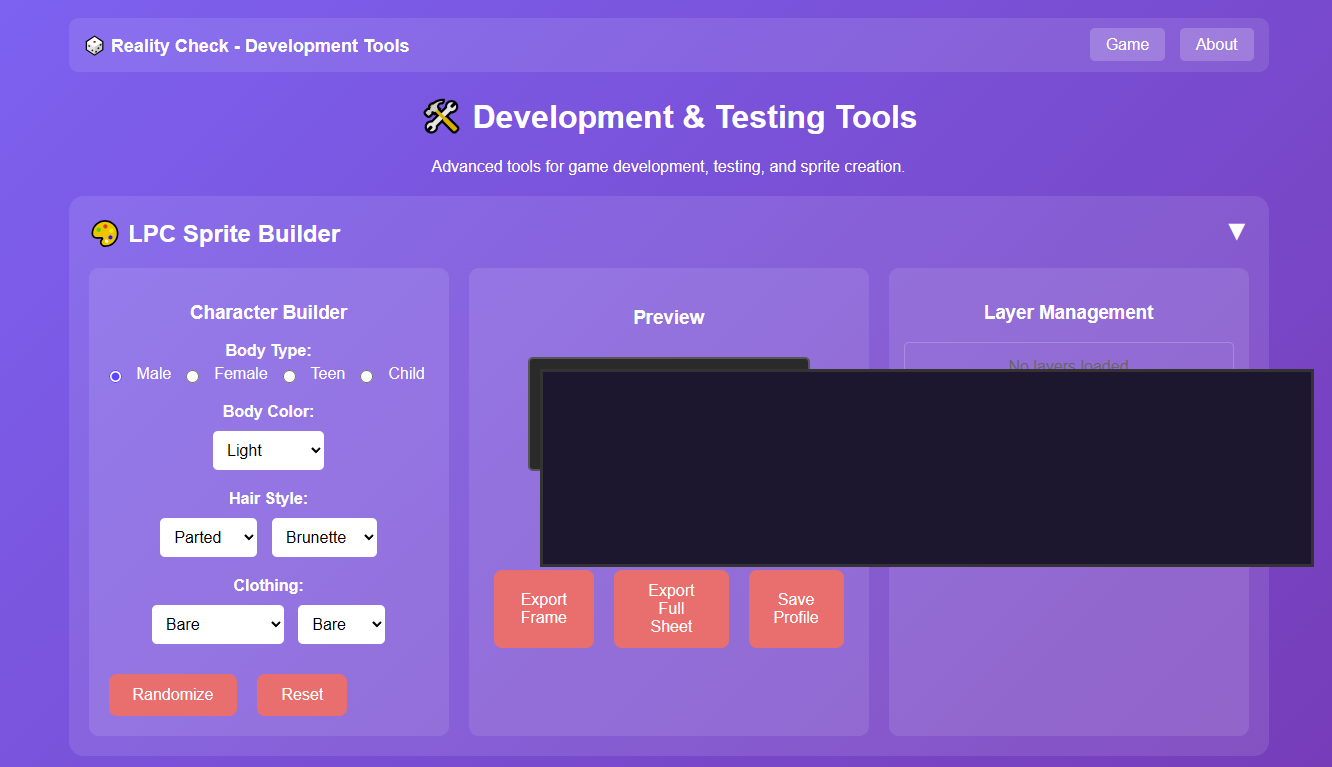 Reality Check - Development Tools
Game
About
Development & Testing Tools
Advanced tools for game development, testing, and sprite creation.
LPC Sprite Builder
Character Builder
Body Type:
Male Female Teen Child
Body Color:
Light
Hair Style:
Parted Brunette
Clothing:
Bare Bare
Randomize Reset
Preview
Export
Frame
Export
Full
Sheet
Save
Profile
Layer Management
No layers loaded